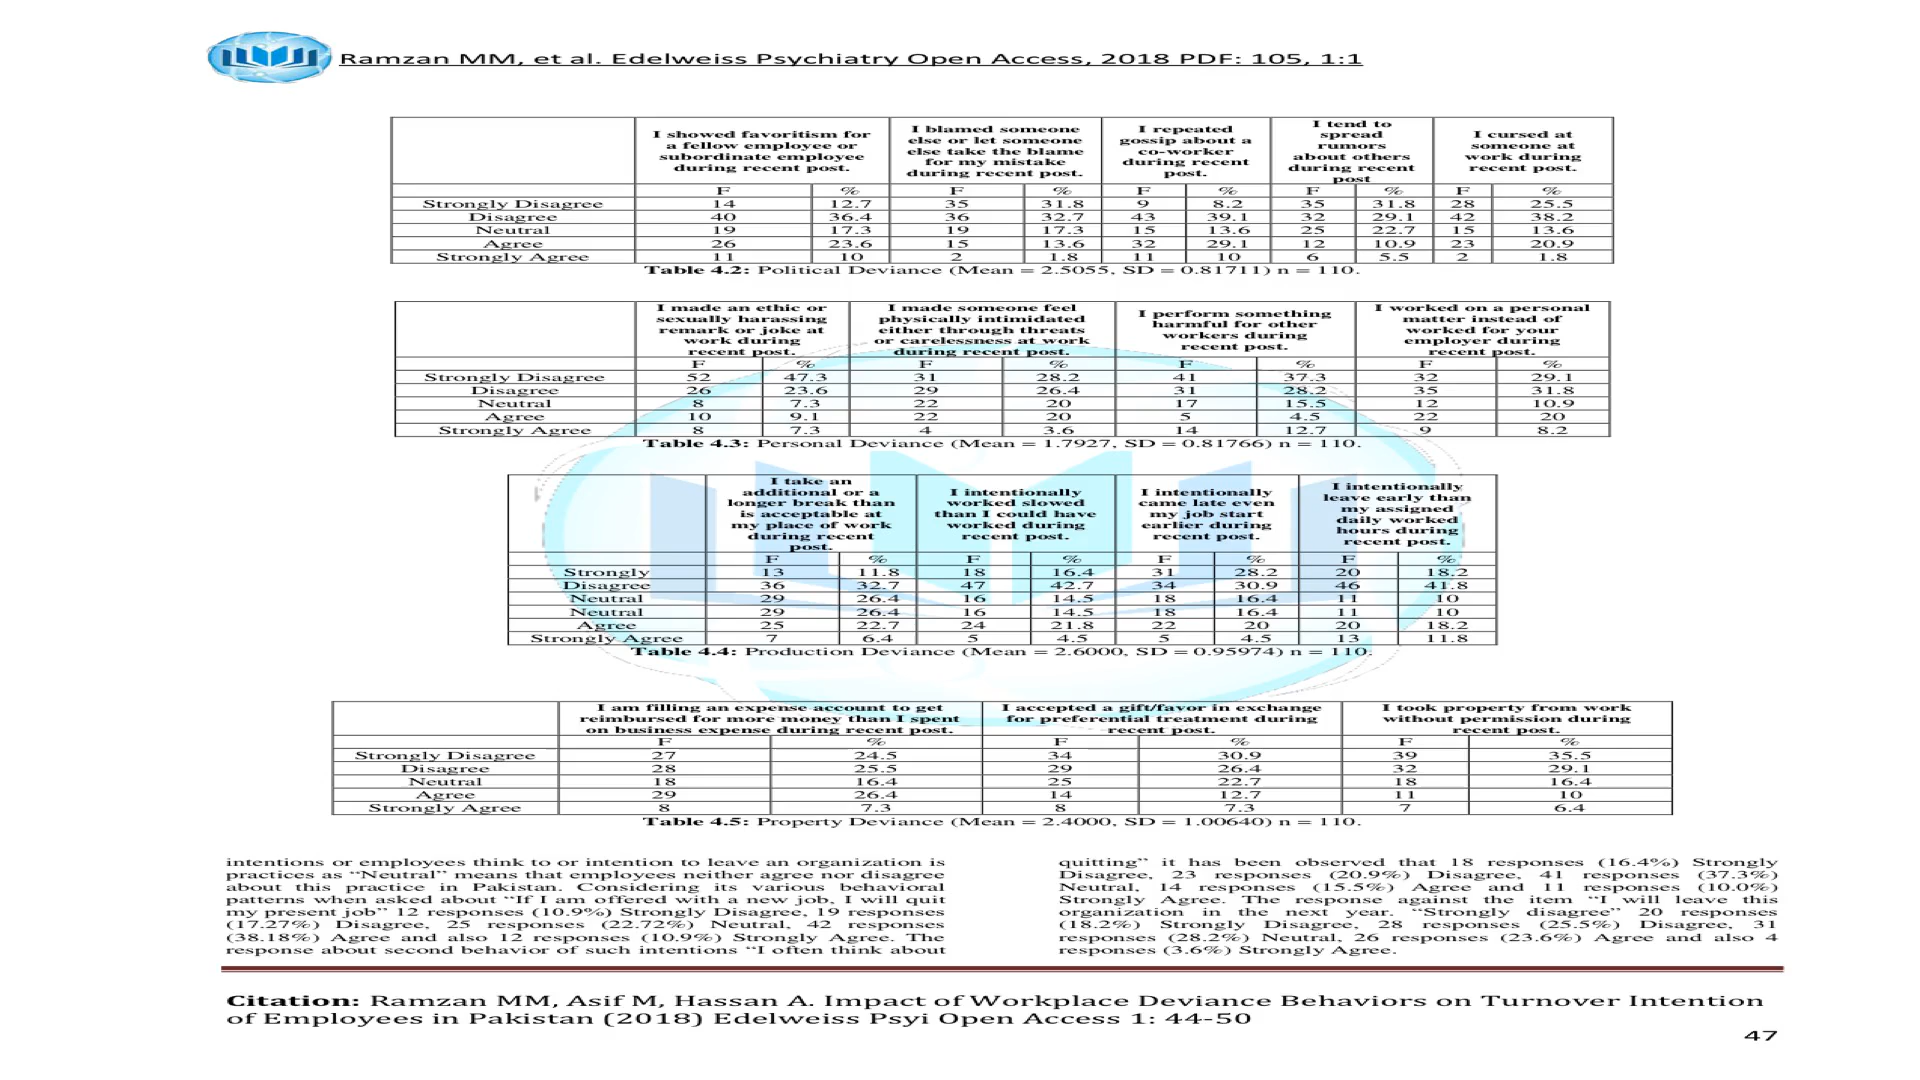 Ramzan MM, et al. Edelweiss Psychiatry Open Access, 2018 PDF: 105, 1:1
I showed favoritism for a fellow employee or subordinate employee during recent post. I blamed someone else or let someone else take the blame for my mistake during recent post. I repeated gossip about a co-worker during recent post. I tend to spread rumors about others during recent post I cursed at someone at work during recent post.
F % F % F % F % F %
Strongly Disagree 14 12.7 35 31.8 9 8.2 35 31.8 28 25.5
Disagree 40 36.4 36 32.7 43 39.1 32 29.1 42 38.2
Neutral 19 17.3 19 17.3 15 13.6 25 22.7 15 13.6
Agree 26 23.6 15 13.6 32 29.1 12 10.9 23 20.9
Strongly Agree 11 10 2 1.8 11 10 6 5.5 2 1.8
Table 4.2: Political Deviance (Mean = 2.5055, SD = 0.81711) n = 110.
I made an ethic or sexually harassing remark or joke at work during recent post. I made someone feel physically intimidated either through threats or carelessness at work during recent post. I perform something harmful for other workers during recent post. I worked on a personal matter instead of worked for your employer during recent post.
F % F % F % F %
Strongly Disagree 52 47.3 31 28.2 41 37.3 32 29.1
Disagree 26 23.6 29 26.4 31 28.2 35 31.8
Neutral 8 7.3 22 20 17 15.5 12 10.9
Agree 10 9.1 22 20 5 4.5 22 20
Strongly Agree 8 7.3 4 3.6 14 12.7 9 8.2
Table 4.3: Personal Deviance (Mean = 1.7927, SD = 0.81766) n = 110.
I take an additional or a longer break than is acceptable at my place of work during recent post. I intentionally worked slowed than I could have worked during recent post. I intentionally came late even my job start earlier during recent post. I intentionally leave early than my assigned daily worked hours during recent post.
F % F % F % F %
Strongly 13 11.8 18 16.4 31 28.2 20 18.2
Disagree 36 32.7 47 42.7 34 30.9 46 41.8
Neutral 29 26.4 16 14.5 18 16.4 11 10
Neutral 29 26.4 16 14.5 18 16.4 11 10
Agree 25 22.7 24 21.8 22 20 20 18.2
Strongly Agree 7 6.4 5 4.5 5 4.5 13 11.8
Table 4.4: Production Deviance (Mean = 2.6000, SD = 0.95974) n = 110.
I am filling an expense account to get reimbursed for more money than I spent on business expense during recent post. I accepted a gift/favor in exchange for preferential treatment during recent post. I took property from work without permission during recent post.
F % F % F %
Strongly Disagree 27 24.5 34 30.9 39 35.5
Disagree 28 25.5 29 26.4 32 29.1
Neutral 18 16.4 25 22.7 18 16.4
Agree 29 26.4 14 12.7 11 10
Strongly Agree 8 7.3 8 7.3 7 6.4
Table 4.5: Property Deviance (Mean = 2.4000, SD = 1.00640) n = 110.
intentions or employees think to or intention to leave an organization is
practices as “Neutral” means that employees neither agree nor disagree
about this practice in Pakistan. Considering its various behavioral
patterns when asked about “If I am offered with a new job, I will quit
my present job” 12 responses (10.9%) Strongly Disagree, 19 responses
(17.27%) Disagree, 25 responses (22.72%) Neutral, 42 responses
(38.18%) Agree and also 12 responses (10.9%) Strongly Agree. The
response about second behavior of such intentions “I often think about
quitting” it has been observed that 18 responses (16.4%) Strongly
Disagree, 23 responses (20.9%) Disagree, 41 responses (37.3%)
Neutral, 14 responses (15.5%) Agree and 11 responses (10.0%)
Strongly Agree. The response against the item “I will leave this
organization in the next year. “Strongly disagree” 20 responses
(18.2%) Strongly Disagree, 28 responses (25.5%) Disagree, 31
responses (28.2%) Neutral, 26 responses (23.6%) Agree and also 4
responses (3.6%) Strongly Agree.
Citation: Ramzan MM, Asif M, Hassan A. Impact of Workplace Deviance Behaviors on Turnover Intention
of Employees in Pakistan (2018) Edelweiss Psyi Open Access 1: 44-50
47